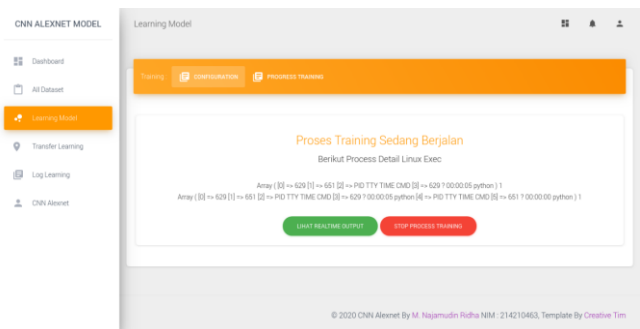 CNN ALEXNET MODEL
Learning Model
Dashboard
All Dataset
Learning Model
Transfer Learning
Log Learning
CNN Alexnet
Training:
CONFIGURATION
PROGRESS TRAINING
Proses Training Sedang Berjalan
Berikut Process Detail Linux Exec
Array ( [0] => 629 [1] => 651 [2] => PID TTY TIME CMD [3] => 629 ? 00:00:05 python ) 1
Array ( [0] => 629 [1] => 651 [2] => PID TTY TIME CMD [3] => 629 ? 00:00:05 python [4] => PID TTY TIME CMD [5] => 651 ? 00:00:00 python ) 1
LIHAT REALTIME OUTPUT
STOP PROCESS TRAINING
© 2020 CNN Alexnet By M. Najamudin Ridha NIM : 214210463, Template By Creative Tim